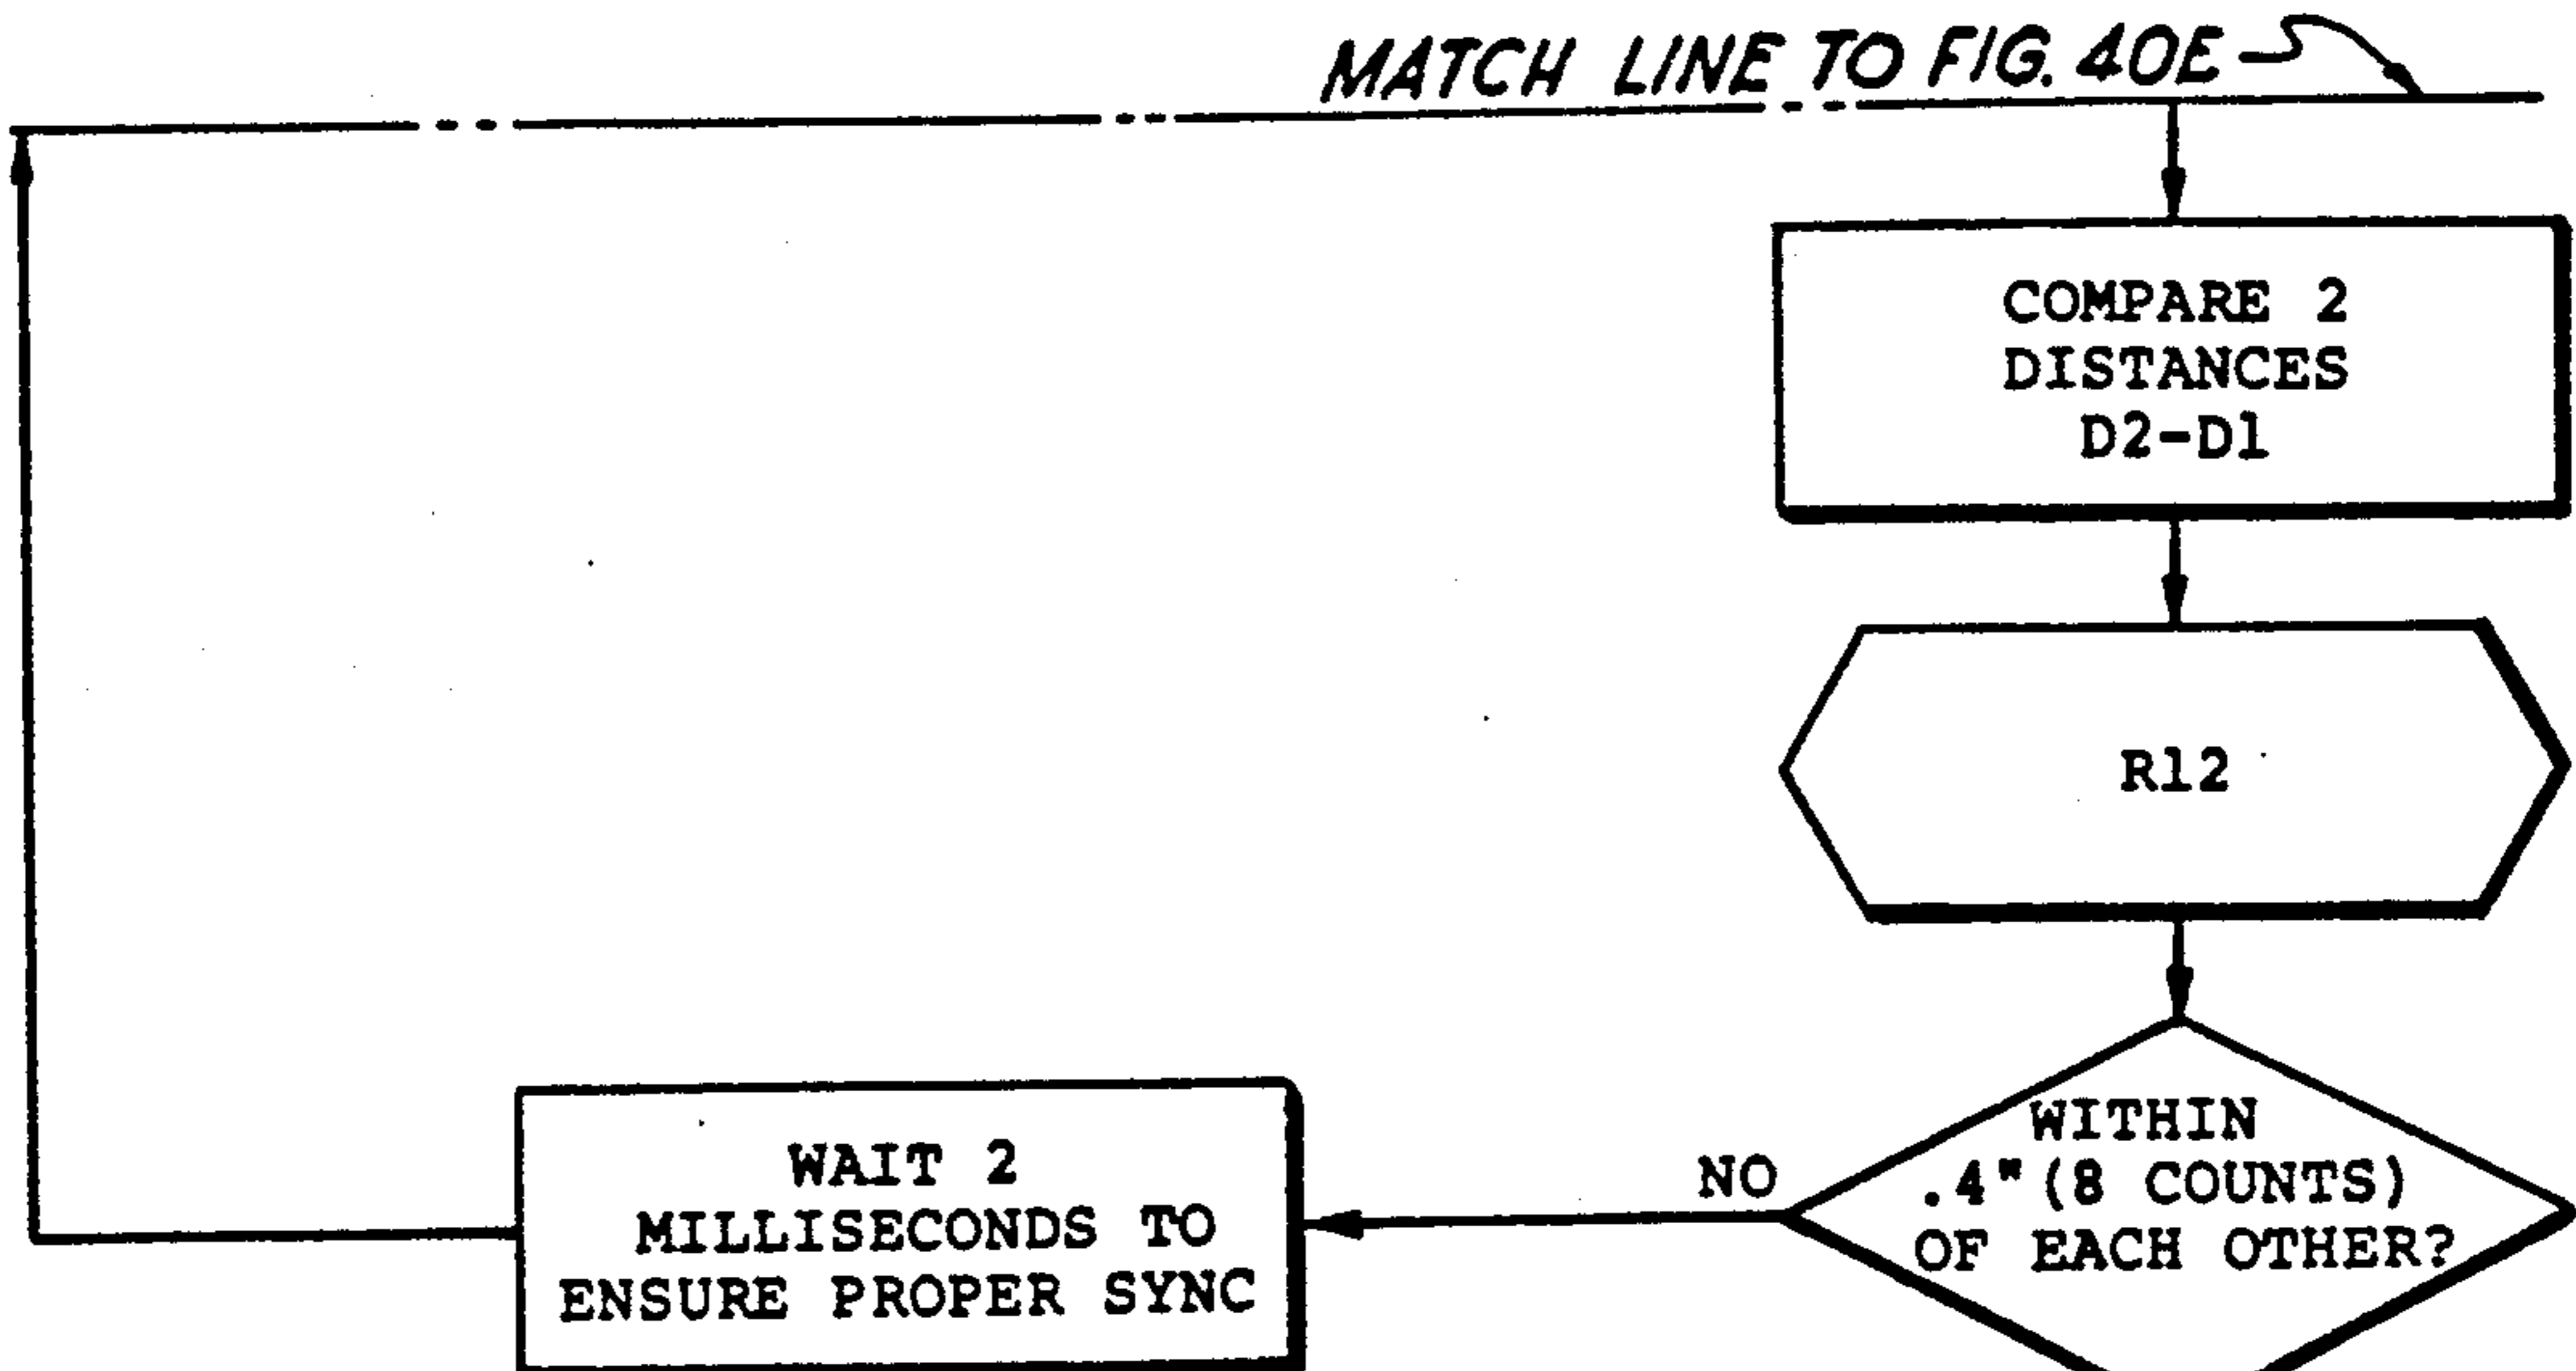 MATCH LINE TO FIG. 40E
COMPARE 2
DISTANCES
D2-D1
R12
WITHIN
.4"(8 COUNTS)
OF EACH OTHER?
NO
WAIT 2
MILLISECONDS TO
ENSURE PROPER SYNC